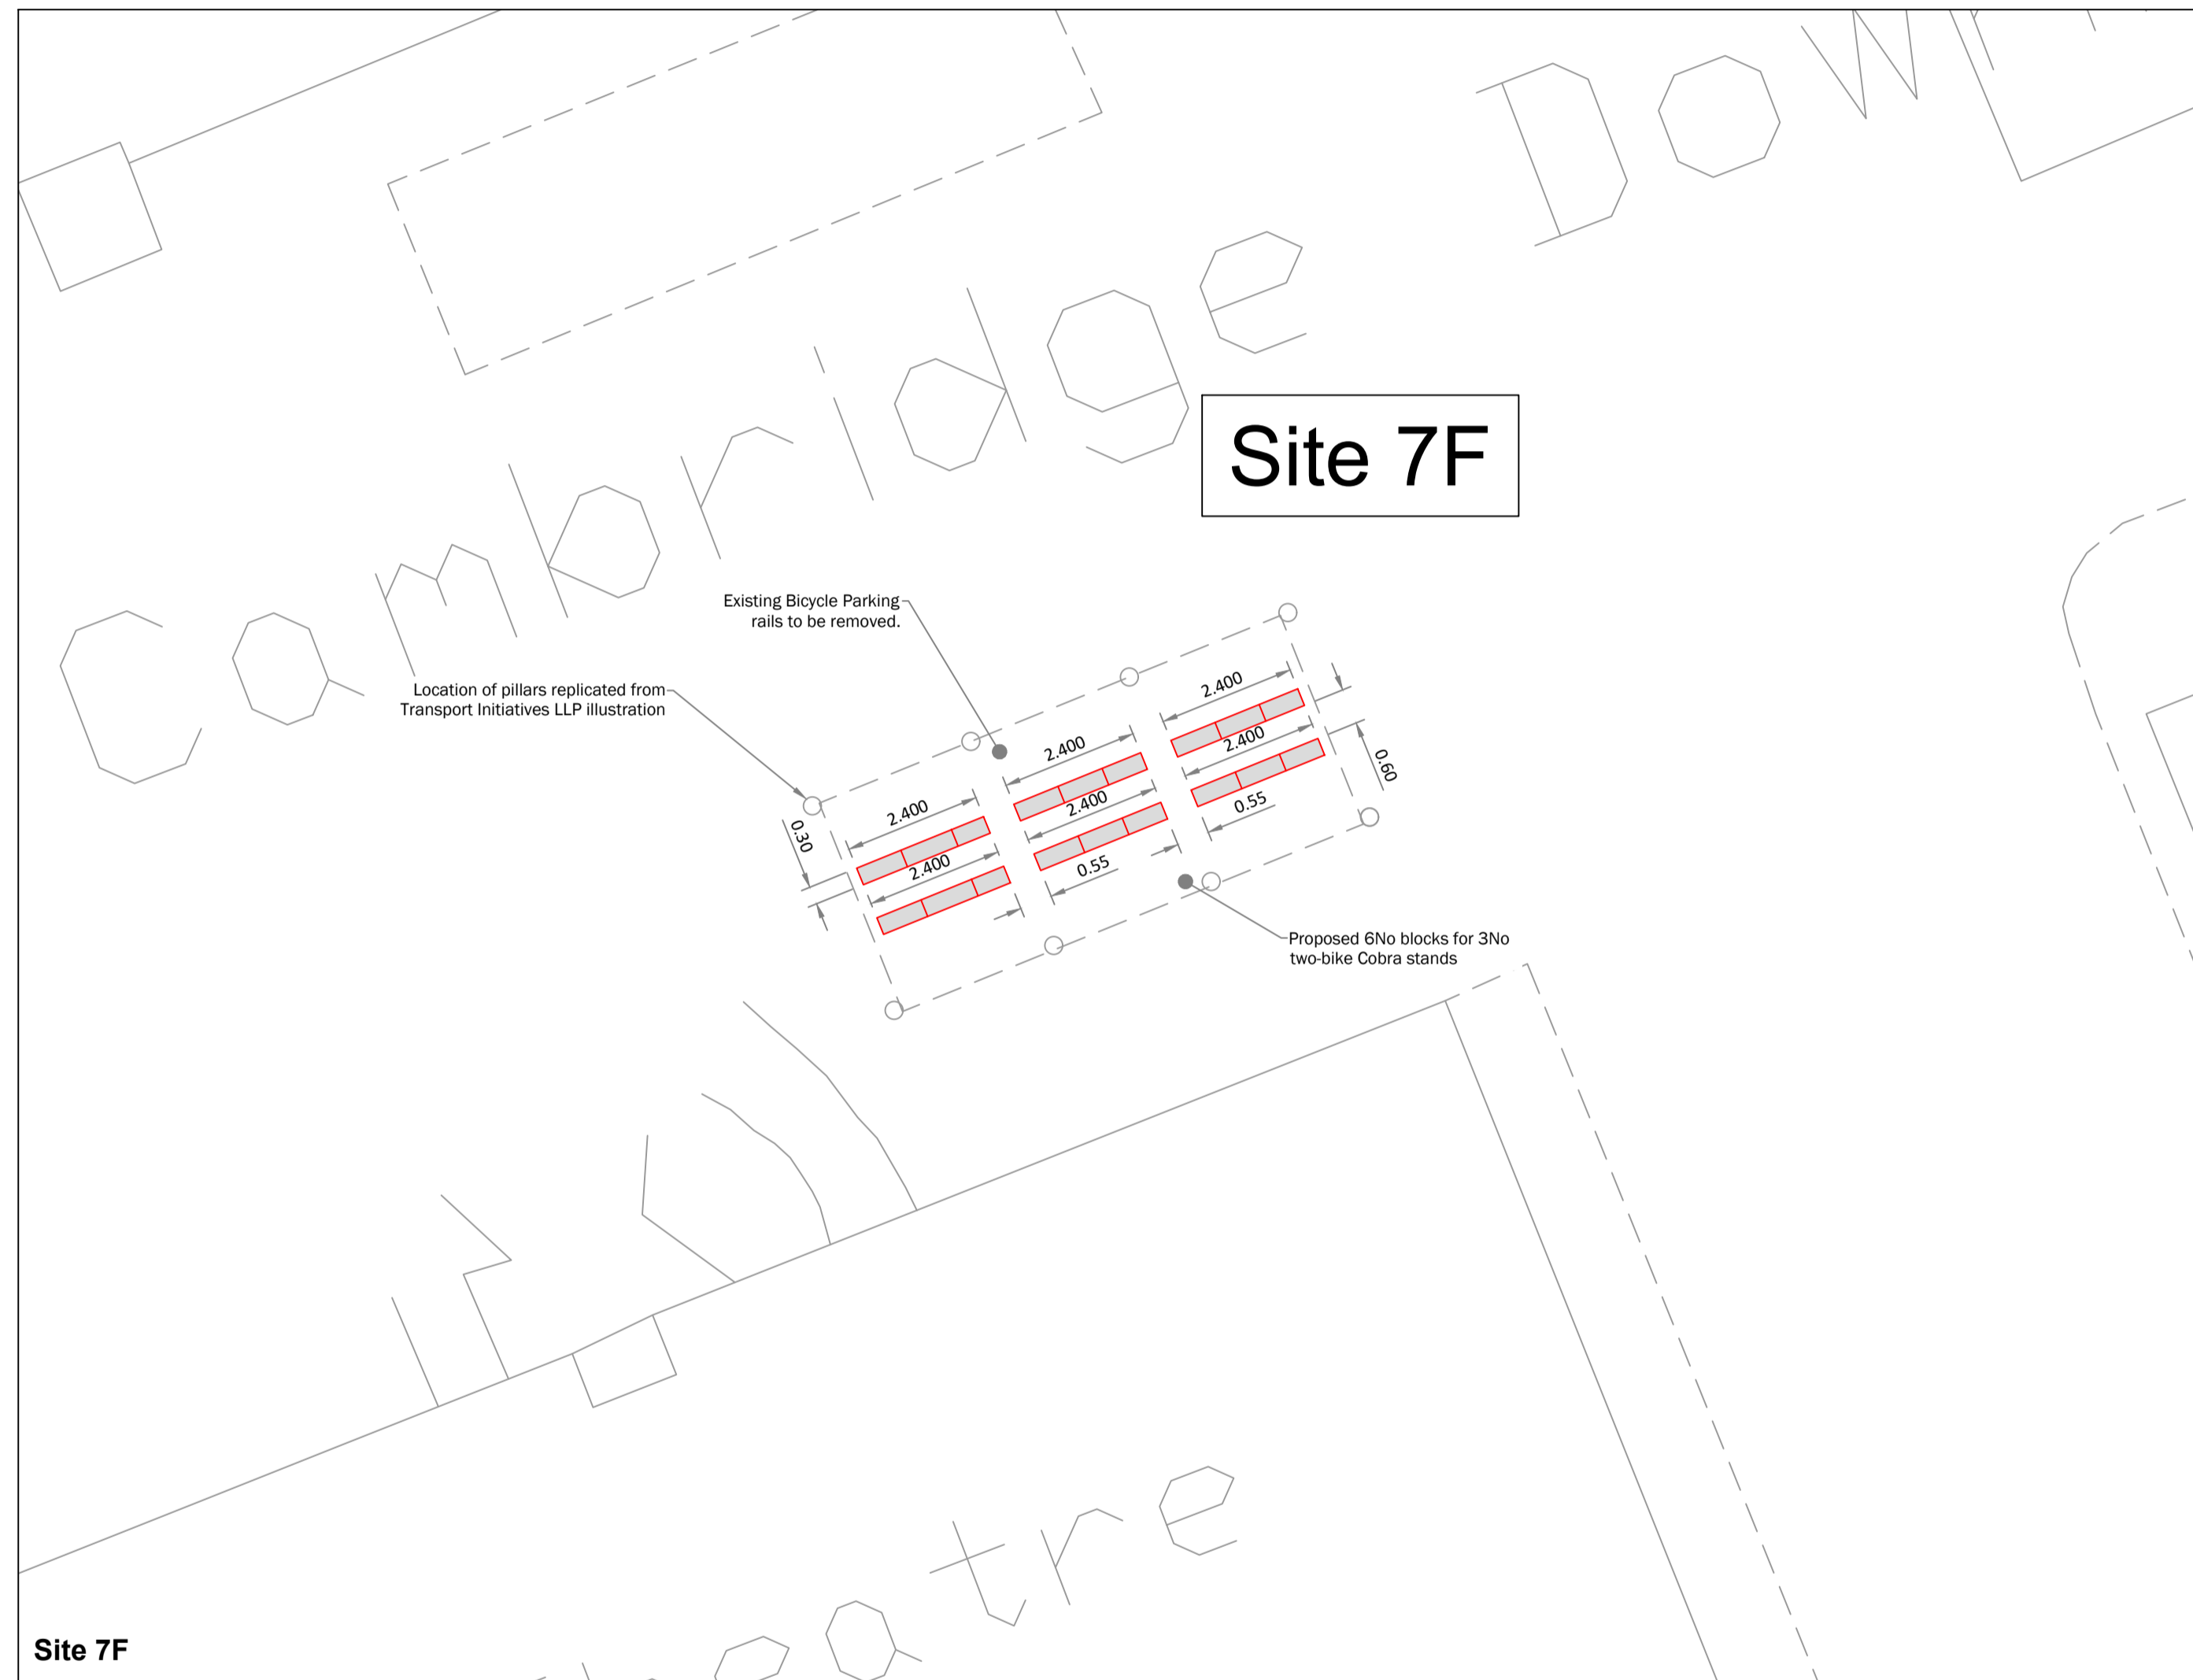 Cambridge Dow
Site 7F
Existing Bicycle Parking
rails to be removed.
Location of pillars replicated from
Transport Initiatives LLP illustration
2.400
2.400
0.60
2.400
2.400
0.55
2.400
0.30
2.400
0.55
Proposed 6No blocks for 3No
two-bike Cobra stands
Site 7F